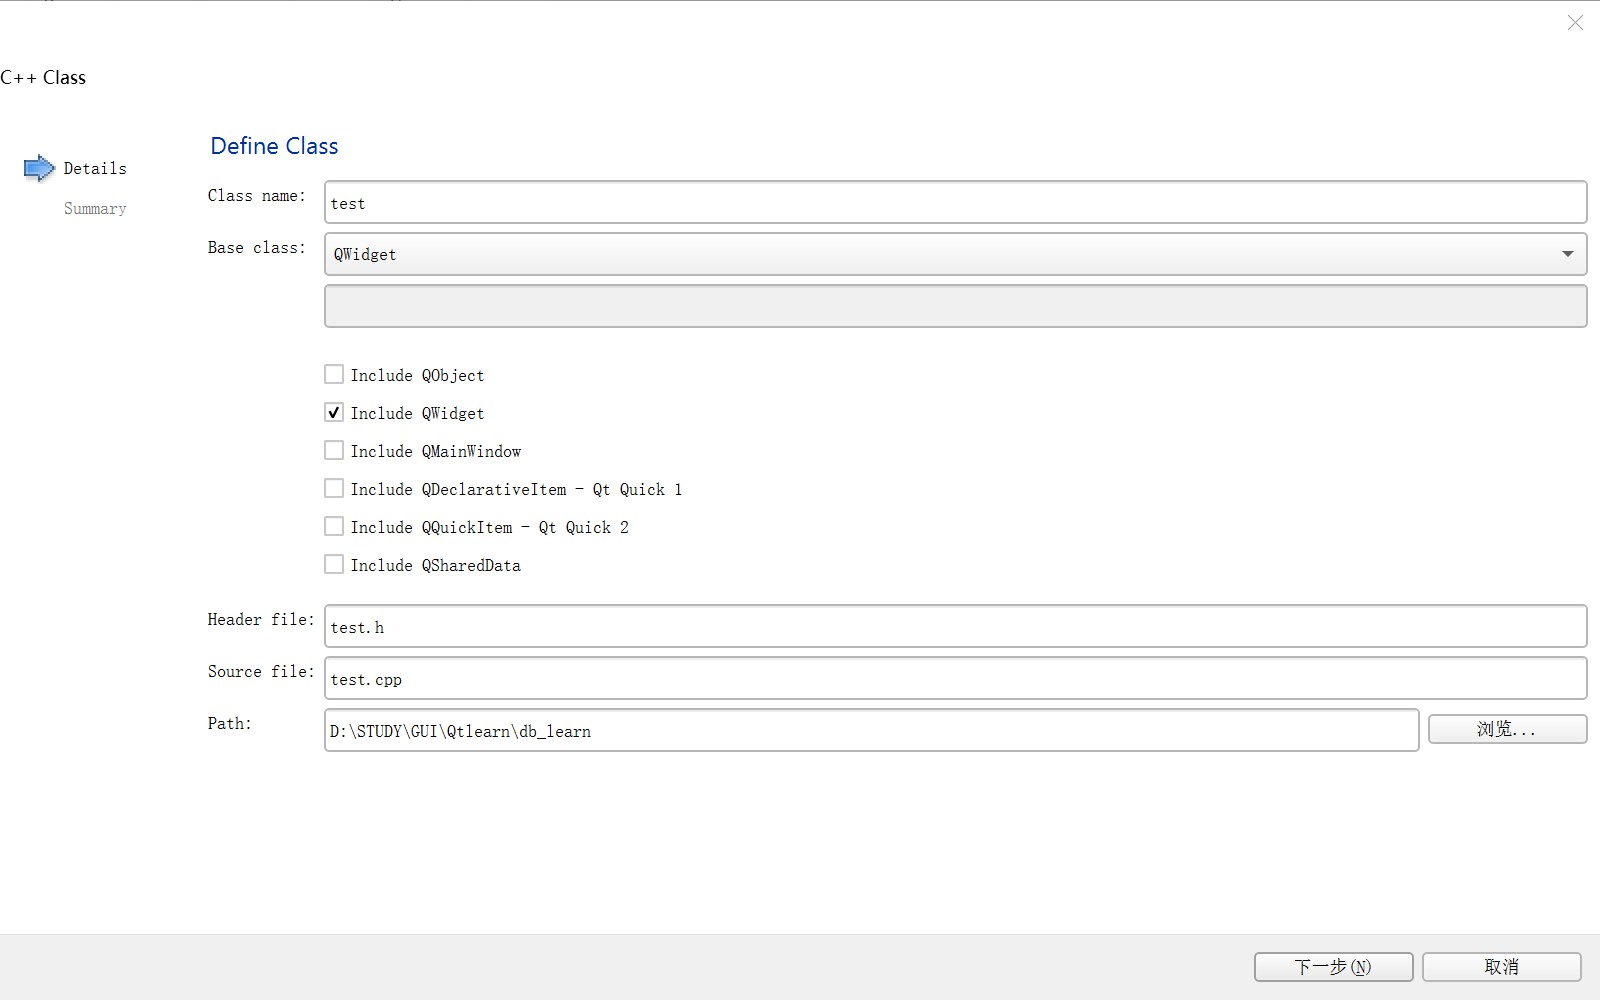 C++ Class
Details
Summary
Define Class
Class name:
test
Base class:
QWidget
Include QObject
Include QWidget
Include QMainWindow
Include QDeclarativeItem - Qt Quick 1
Include QQuickItem - Qt Quick 2
Include QSharedData
Header file:
test.h
Source file:
test.cpp
Path:
D:\STUDY\GUI\Qtlearn\db_learn
浏览...
下一步(N)
取消